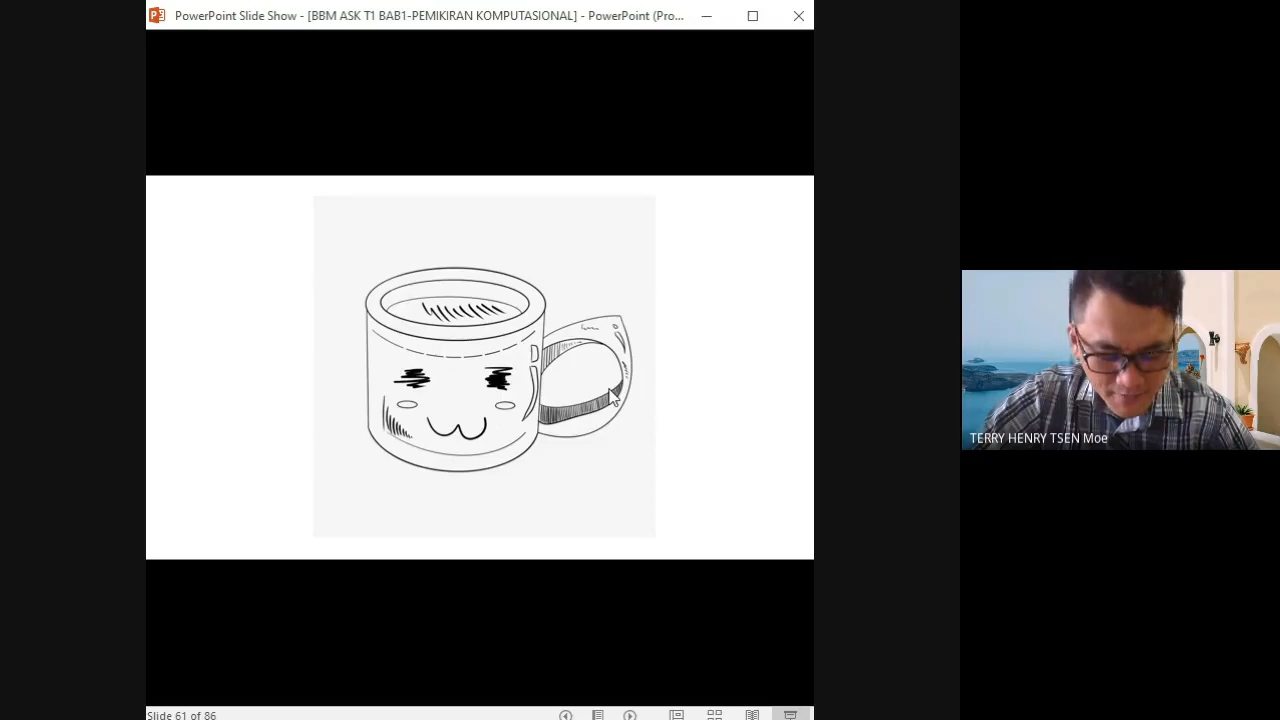 PowerPoint Slide Show - [BBM ASK T1 BAB1-PEMIKIRAN KOMPUTASIONAL] - PowerPoint (Pro...
TERRY HENRY TSEN Moe
Slide 61 of 86